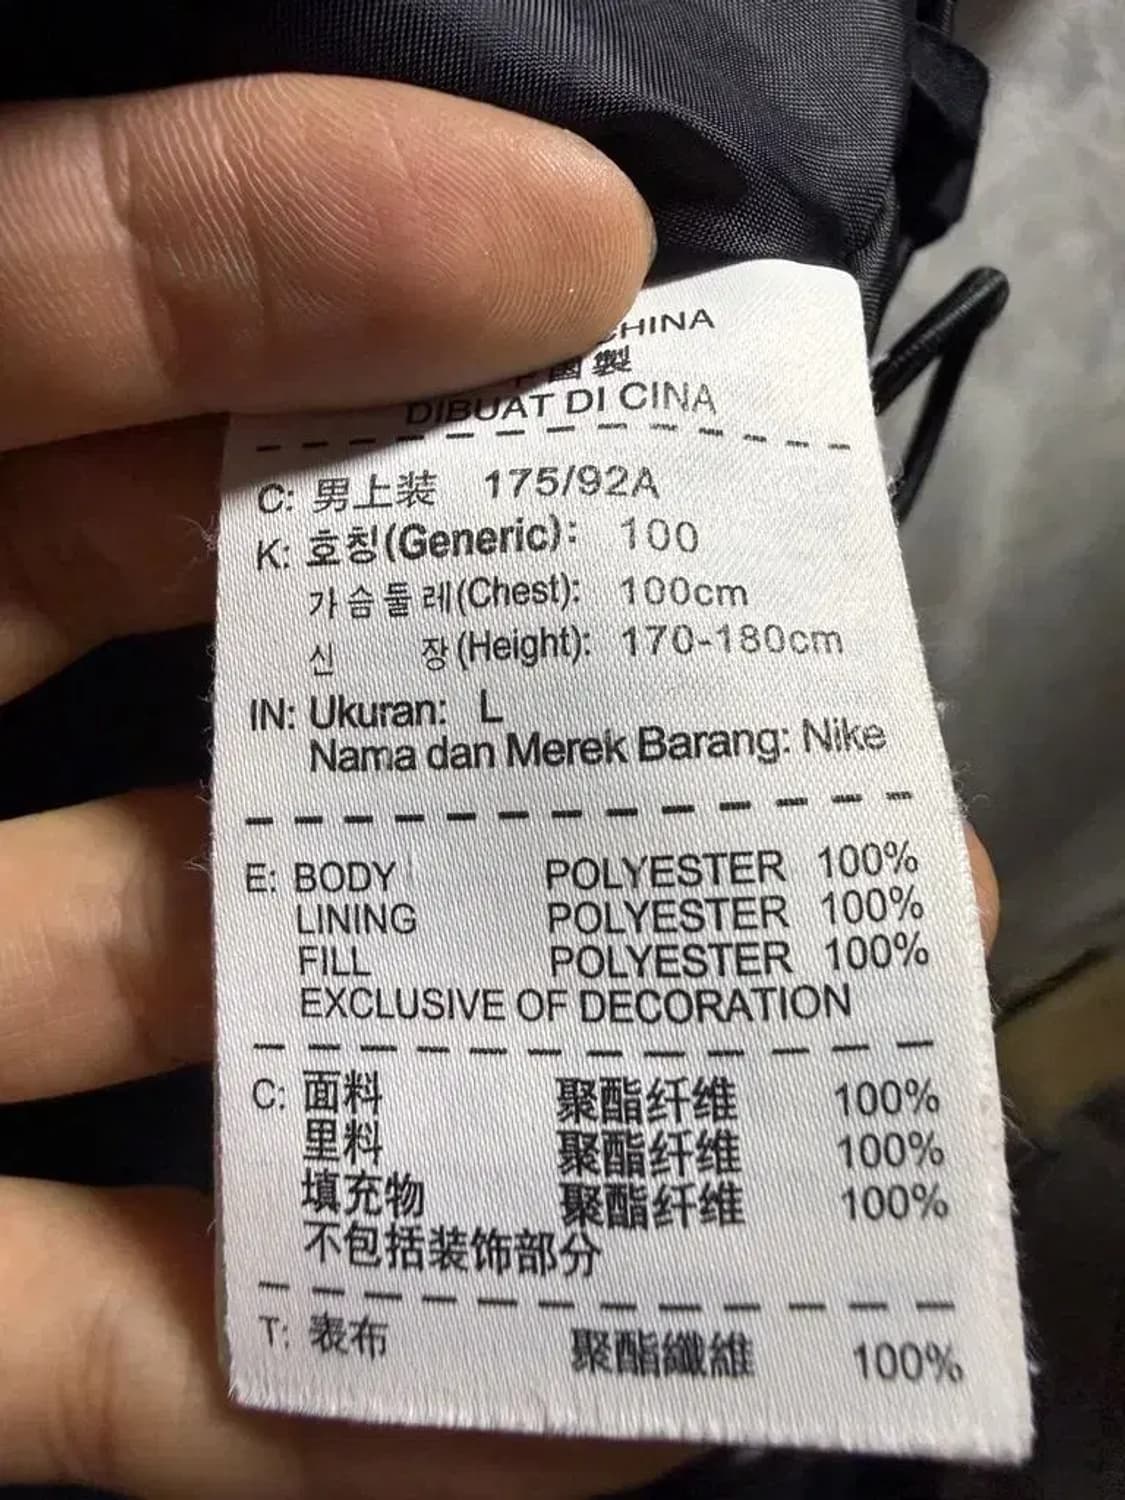 CHINA
中國製
DIBUAT DI CINA
C: 男上装 175/92A
K: 호칭(Generic): 100
가슴둘레(Chest): 100cm
신 장(Height): 170-180cm
IN: Ukuran: L
Nama dan Merek Barang: Nike
E: BODY POLYESTER 100%
LINING POLYESTER 100%
FILL POLYESTER 100%
EXCLUSIVE OF DECORATION
C: 面料 聚酯纤维 100%
里料 聚酯纤维 100%
填充物 聚酯纤维 100%
不包括装饰部分
T: 表布 聚酯纖維 100%